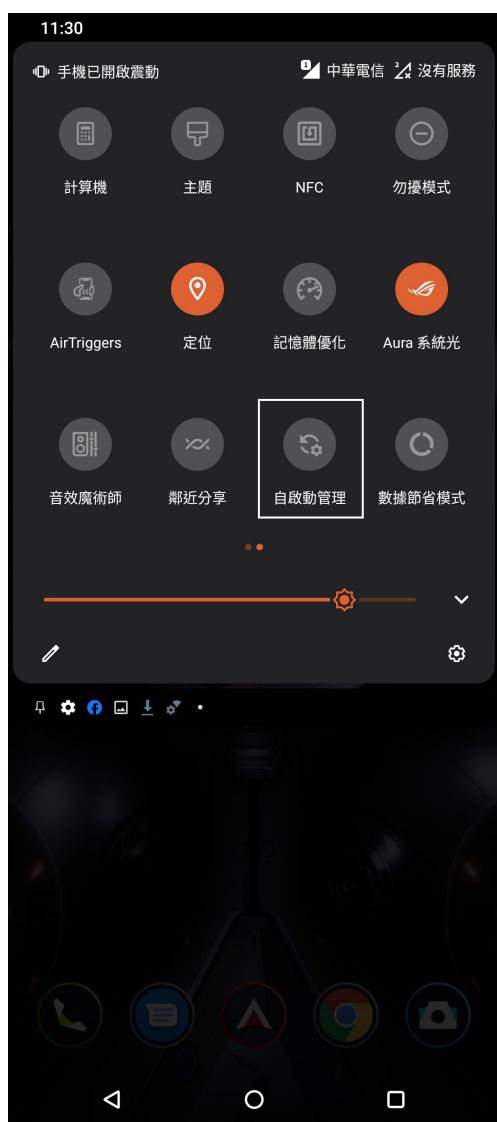 11:30
手機已開啟震動 1 中華電信 2 沒有服務
計算機 主題 NFC 勿擾模式
AirTriggers 定位 記憶體優化 Aura 系統光
音效魔術師 鄰近分享 自啟動管理 數據節省模式